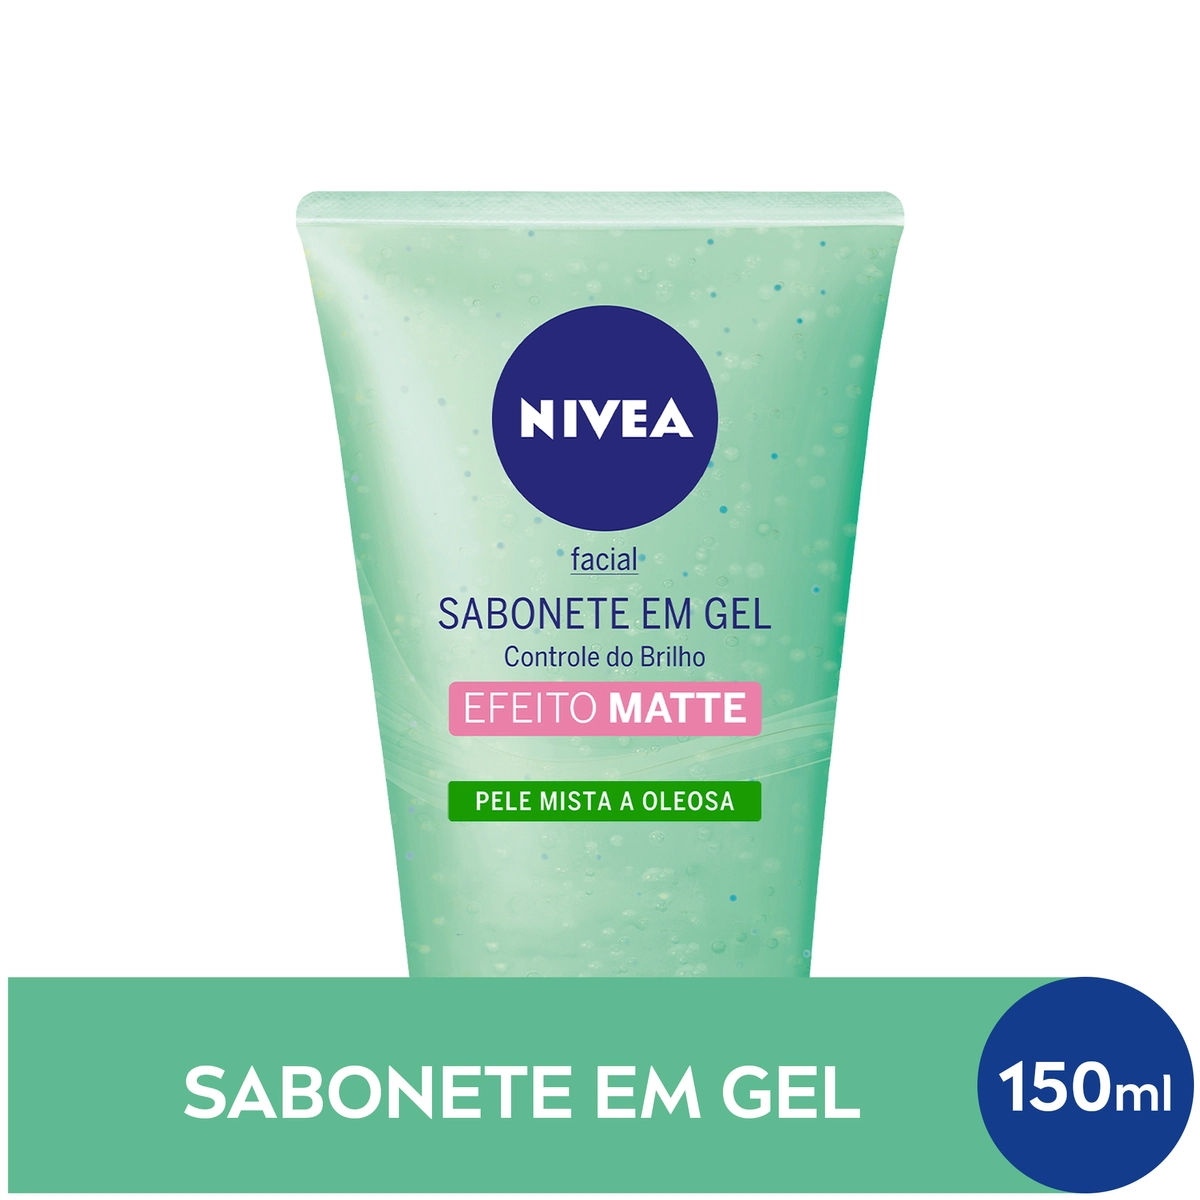 NIVEA
facial
SABONETE EM GEL
Controle do Brilho
EFEITO MATTE
PELE MISTA A OLEOSA
SABONETE EM GEL
150ml